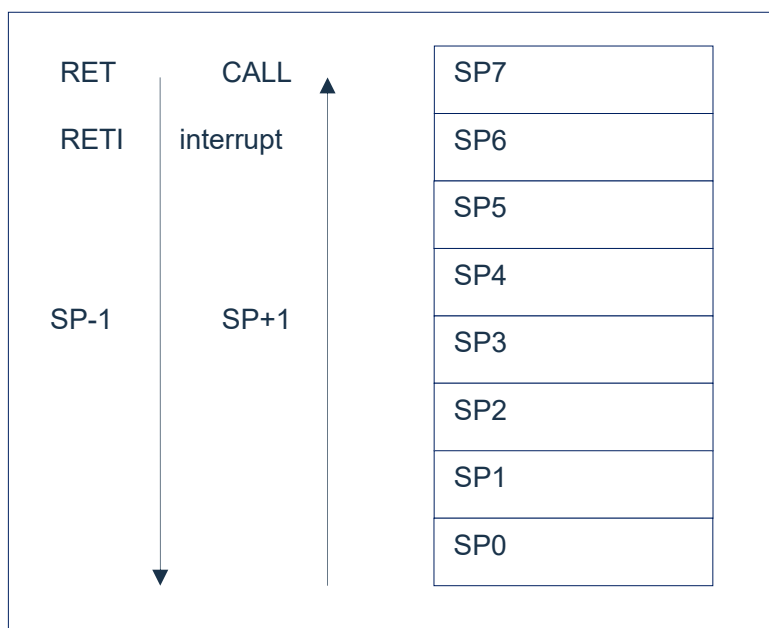 RET CALL
RETI interrupt
SP-1 SP+1
SP7
SP6
SP5
SP4
SP3
SP2
SP1
SP0